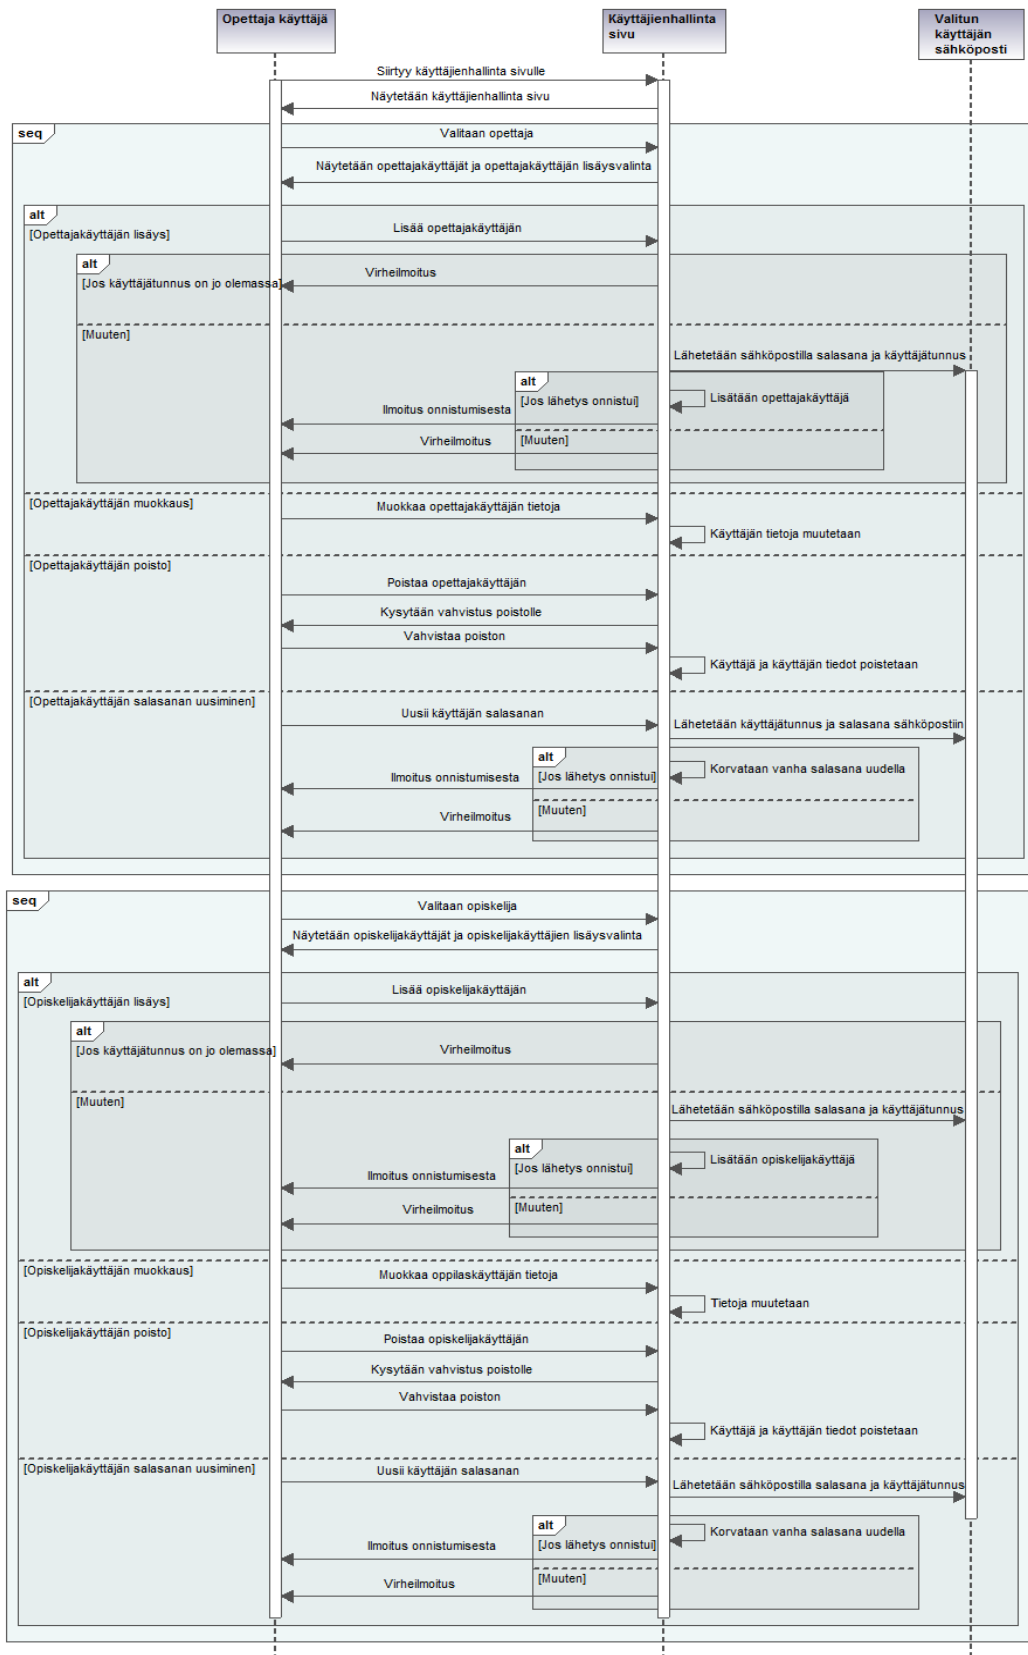 Opettaja käyttäjä
Käyttäjienhallinta
sivu
Valitun
käyttäjän
sähköposti
Siirtyy käyttäjienhallinta sivulle
Näytetään käyttäjienhallinta sivu
seq
Valitaan opettaja
Näytetään opettajakäyttäjät ja opettajakäyttäjän lisäysvalinta
alt
[Opettajakäyttäjän lisäys]
Lisää opettajakäyttäjän
alt
[Jos käyttäjätunnus on jo olemassa]
Virheilmoitus
[Muuten]
Lähetetään sähköpostilla salasana ja käyttäjätunnus
alt
[Jos lähetys onnistui]
Lisätään opettajakäyttäjä
Ilmoitus onnistumisesta
[Muuten]
Virheilmoitus
[Opettajakäyttäjän muokkaus]
Muokkaa opettajakäyttäjän tietoja
Käyttäjän tietoja muutetaan
[Opettajakäyttäjän poisto]
Poistaa opettajakäyttäjän
Kysytään vahvistus poistolle
Vahvistaa poiston
Käyttäjä ja käyttäjän tiedot poistetaan
[Opettajakäyttäjän salasanan uusiminen]
Uusii käyttäjän salasanan
Lähetetään käyttäjätunnus ja salasana sähköpostiin
alt
[Jos lähetys onnistui]
Korvataan vanha salasana uudella
Ilmoitus onnistumisesta
[Muuten]
Virheilmoitus
seq
Valitaan opiskelija
Näytetään opiskelijakäyttäjät ja opiskelijakäyttäjien lisäysvalinta
alt
[Opiskelijakäyttäjän lisäys]
Lisää opiskelijakäyttäjän
alt
[Jos käyttäjätunnus on jo olemassa]
Virheilmoitus
[Muuten]
Lähetetään sähköpostilla salasana ja käyttäjätunnus
alt
[Jos lähetys onnistui]
Lisätään opiskelijakäyttäjä
Ilmoitus onnistumisesta
[Muuten]
Virheilmoitus
[Opiskelijakäyttäjän muokkaus]
Muokkaa oppilaskäyttäjän tietoja
Tietoja muutetaan
[Opiskelijakäyttäjän poisto]
Poistaa opiskelijakäyttäjän
Kysytään vahvistus poistolle
Vahvistaa poiston
Käyttäjä ja käyttäjän tiedot poistetaan
[Opiskelijakäyttäjän salasanan uusiminen]
Uusii käyttäjän salasanan
Lähetetään sähköpostilla salasana ja käyttäjätunnus
alt
[Jos lähetys onnistui]
Korvataan vanha salasana uudella
Ilmoitus onnistumisesta
[Muuten]
Virheilmoitus